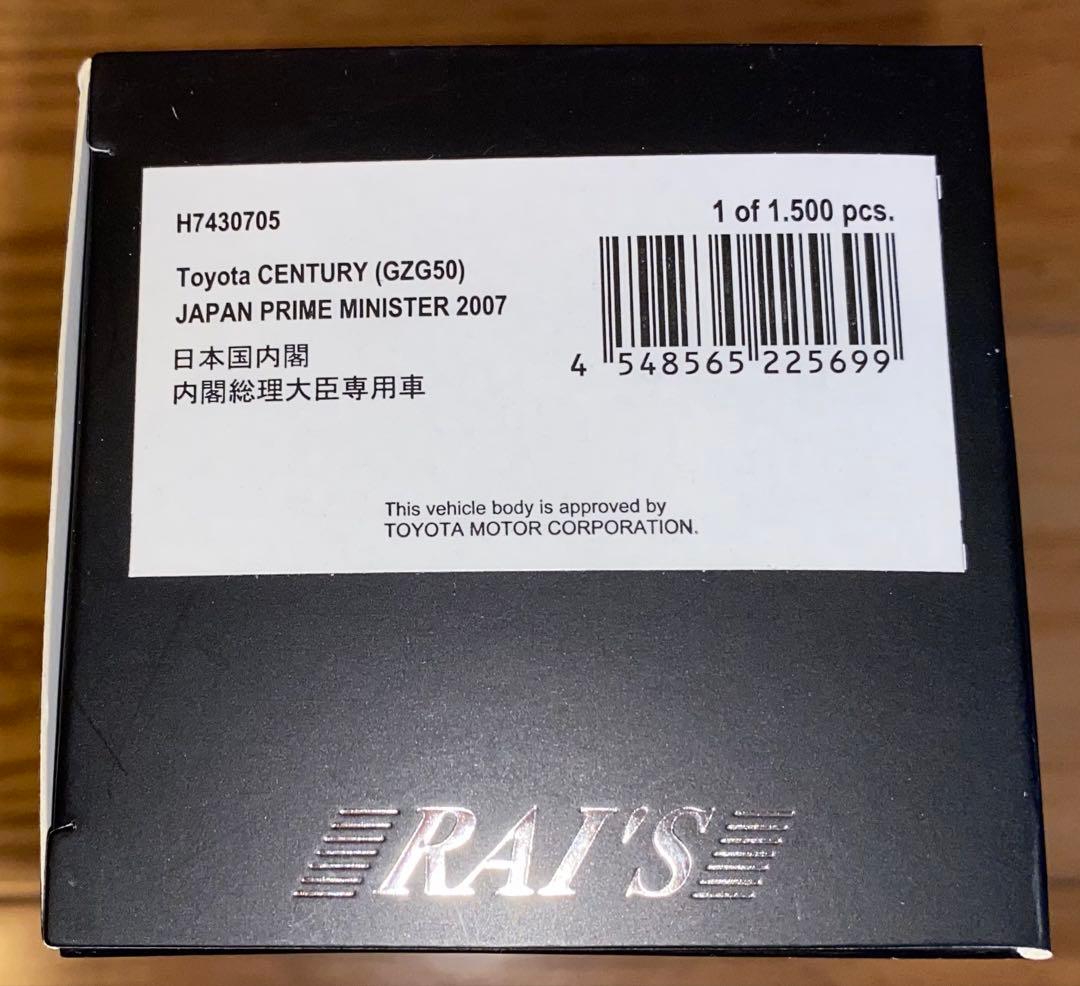 H7430705
1 of 1.500 pcs.
Toyota CENTURY (GZG50)
JAPAN PRIME MINISTER 2007
日本国内閣
内閣総理大臣専用車
4 548565 225699
This vehicle body is approved by
TOYOTA MOTOR CORPORATION.
RAI'S